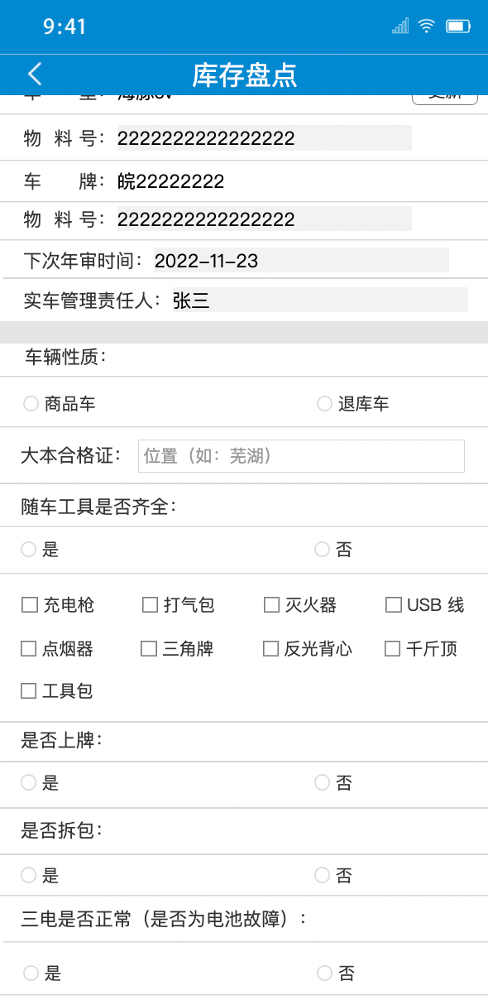 9:41
库存盘点
物 料 号： 2222222222222222
车 牌： 皖22222222
物 料 号： 2222222222222222
下次年审时间： 2022-11-23
实车管理责任人： 张三
车辆性质：
商品车 退库车
大本合格证： 位置（如：芜湖）
随车工具是否齐全：
是 否
充电枪 打气包 灭火器 USB 线
点烟器 三角牌 反光背心 千斤顶
工具包
是否上牌：
是 否
是否拆包：
是 否
三电是否正常（是否为电池故障）：
是 否